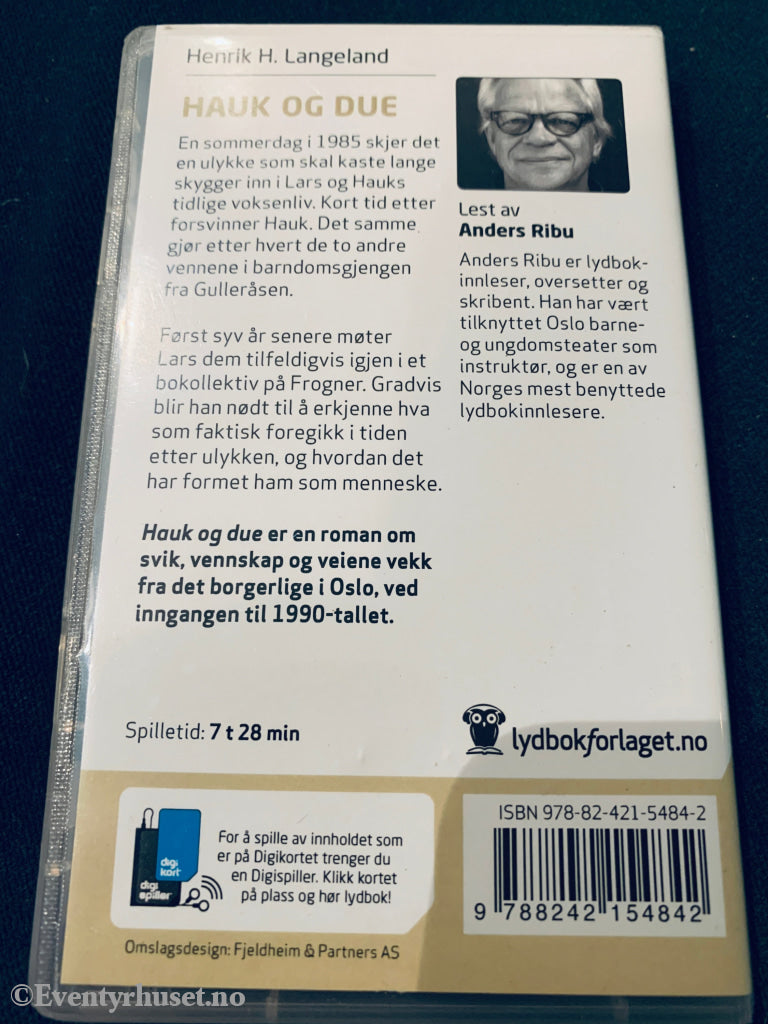 Henrik H. Langeland
HAUK OG DUE
En sommerdag i 1985 skjer det
en ulykke som skal kaste lange
skygger inn i Lars og Hauks
tidlige voksenliv. Kort tid etter
forsvinner Hauk. Det samme
gjør etter hvert de to andre
vennene i barndomsgjengen
fra Gulleråsen.
Først syv år senere møter
Lars dem tilfeldigvis igjen i et
bokollektiv på Frogner. Gradvis
blir han nødt til å erkjenne hva
som faktisk foregikk i tiden
etter ulykken, og hvordan det
har formet ham som menneske.
Hauk og due er en roman om
svik, vennskap og veiene vekk
fra det borgerlige i Oslo, ved
inngangen til 1990-tallet.
Lest av
Anders Ribu
Anders Ribu er lydbok-
innleser, oversetter og
skribent. Han har vært
tilknyttet Oslo barne-
og ungdomsteater som
instruktør, og er en av
Norges mest benyttede
lydbokinnlesere.
Spilletid: 7 t 28 min
lydbokforlaget.no
digi
kort
digi
spiller
For å spille av innholdet som
er på Digikortet trenger du
en Digispiller. Klikk kortet
på plass og hør lydbok!
ISBN 978-82-421-5484-2
9 788242 154842
Omslagsdesign: Fjeldheim & Partners AS
©Eventyrhuset.no